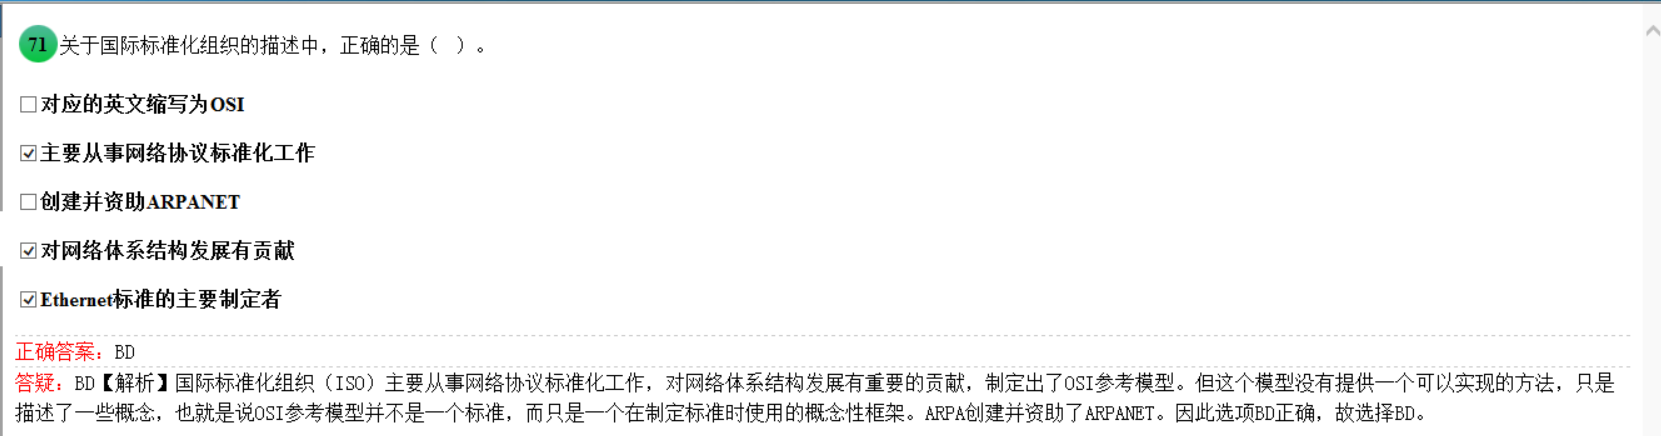 71 关于国际标准化组织的描述中，正确的是（ ）。
对应的英文缩写为OSI
主要从事网络协议标准化工作
创建并资助ARPANET
对网络体系结构发展有贡献
Ethernet标准的主要制定者
正确答案：BD
答疑：BD【解析】国际标准化组织（ISO）主要从事网络协议标准化工作，对网络体系结构发展有重要的贡献，制定出了OSI参考模型。但这个模型没有提供一个可以实现的方法，只是
描述了一些概念，也就是说OSI参考模型并不是一个标准，而只是一个在制定标准时使用的概念性框架。ARPA创建并资助了ARPANET。因此选项BD正确，故选择BD。